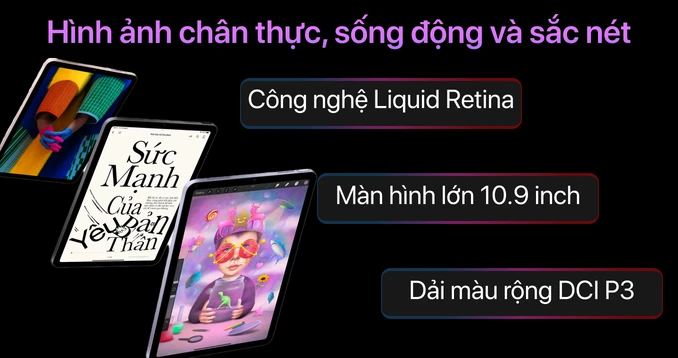 Hình ảnh chân thực, sống động và sắc nét
Công nghệ Liquid Retina
Màn hình lớn 10.9 inch
Dải màu rộng DCI P3
Sức
Mạnh
Của
Yêu Bản
Thân